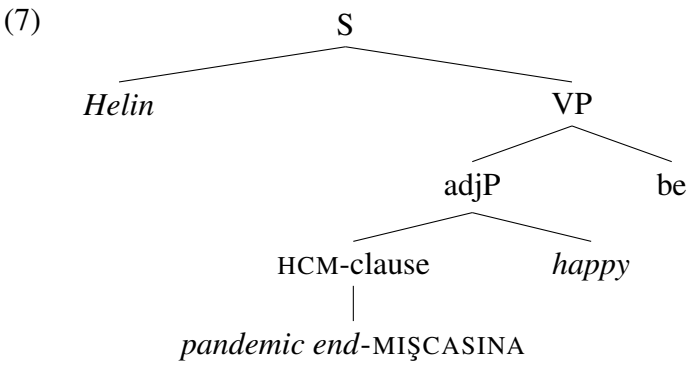 (7) S
Helin VP
adjP be
HCM-clause happy
pandemic end-MIŞCASINA